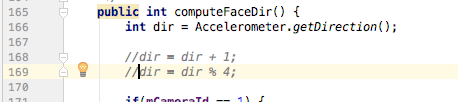 165 public int computeFaceDir() {
166 int dir = Accelerometer.getDirection();
167
168 //dir = dir + 1;
169 //dir = dir % 4;
170
171 if(mCameraId == 1) {